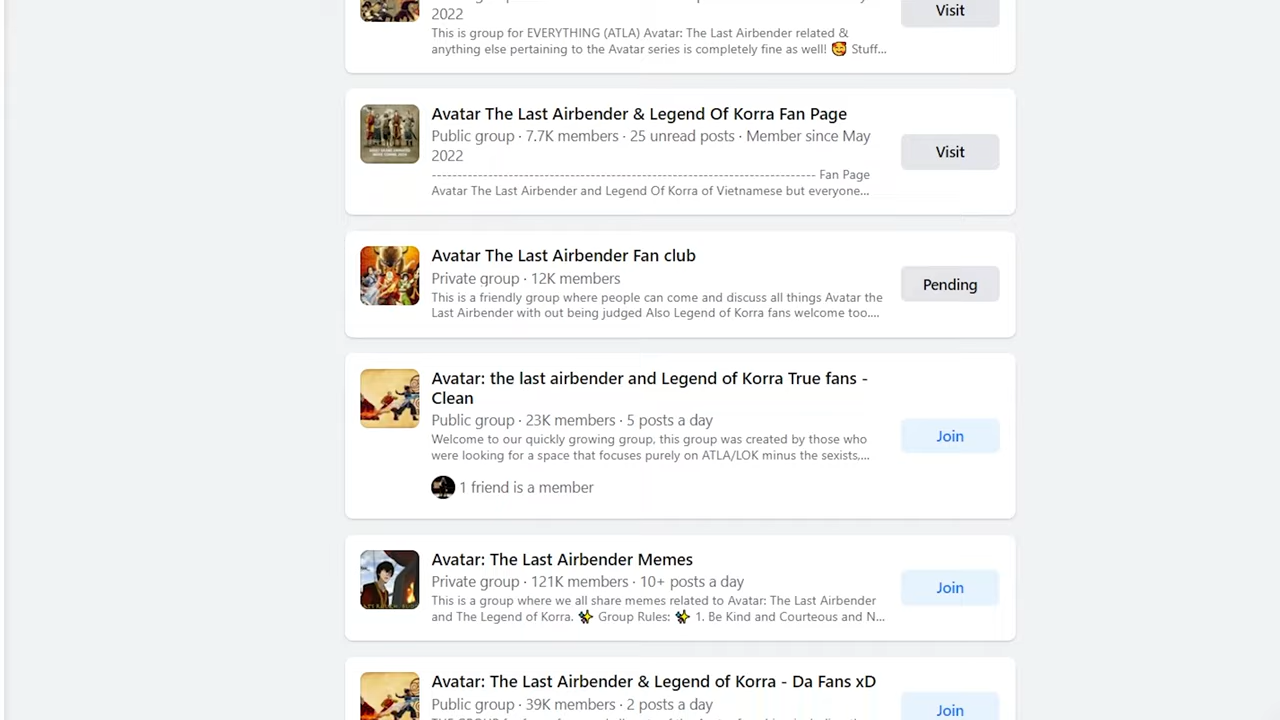 2022
This is group for EVERYTHING (ATLA) Avatar: The Last Airbender related &
anything else pertaining to the Avatar series is completely fine as well! 🥰 Stuff...
Visit
Avatar The Last Airbender & Legend Of Korra Fan Page
Public group · 7.7K members · 25 unread posts · Member since May
2022
----------------------------------------------------------------------------- Fan Page
Avatar The Last Airbender and Legend Of Korra of Vietnamese but everyone...
Visit
Avatar The Last Airbender Fan club
Private group · 12K members
This is a friendly group where people can come and discuss all things Avatar the
Last Airbender with out being judged Also Legend of Korra fans welcome too....
Pending
Avatar: the last airbender and Legend of Korra True fans -
Clean
Public group · 23K members · 5 posts a day
Welcome to our quickly growing group, this group was created by those who
were looking for a space that focuses purely on ATLA/LOK minus the sexists,...
1 friend is a member
Join
Avatar: The Last Airbender Memes
Private group · 121K members · 10+ posts a day
This is a group where we all share memes related to Avatar: The Last Airbender
and The Legend of Korra. ✨ Group Rules: ✨ 1. Be Kind and Courteous and N...
Join
Avatar: The Last Airbender & Legend of Korra - Da Fans xD
Public group · 39K members · 2 posts a day
Join